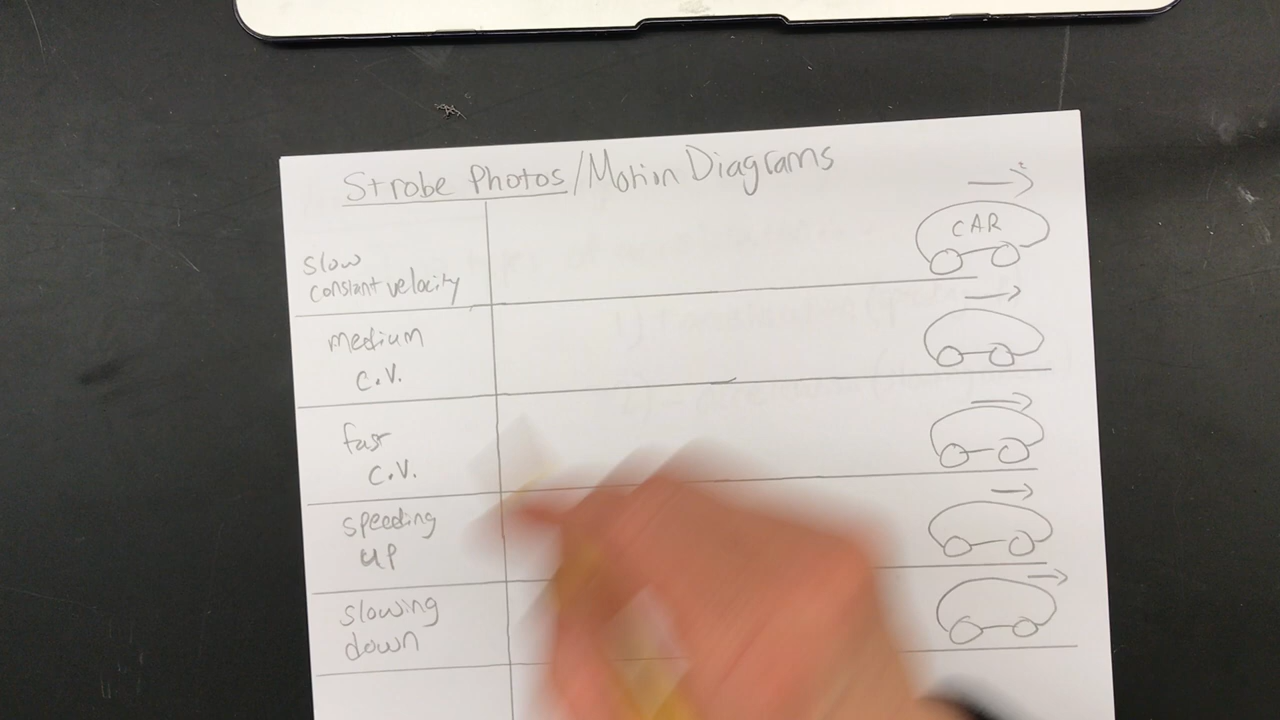 Strobe Photos/Motion Diagrams
CAR
slow
constant velocity
medium
C.V.
fast
C.V.
speeding
up
slowing
down